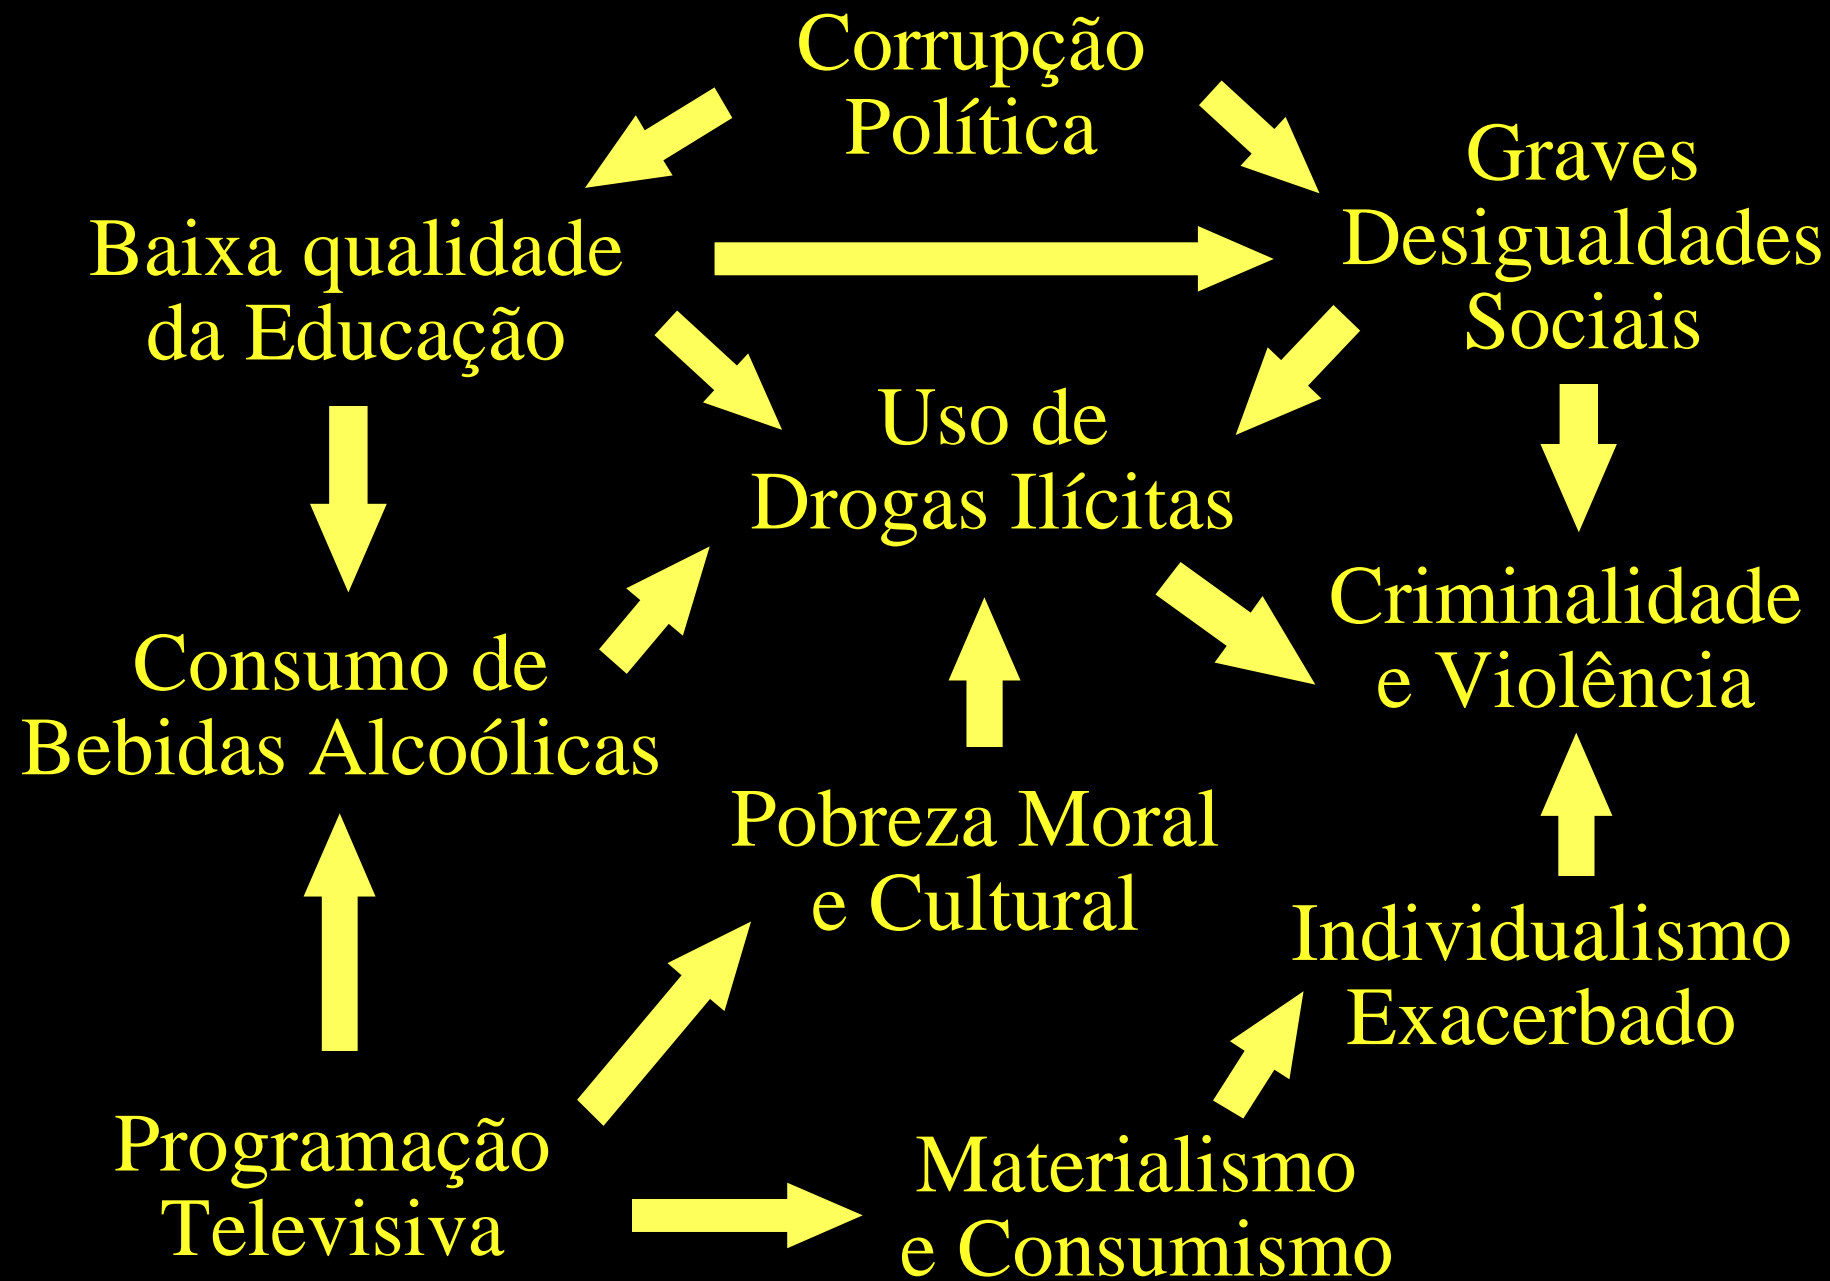 Corrupção
Política
Graves
Desigualdades
Sociais
Baixa qualidade
da Educação
Uso de
Drogas Ilícitas
Criminalidade
e Violência
Consumo de
Bebidas Alcoólicas
Pobreza Moral
e Cultural
Individualismo
Exacerbado
Programação
Televisiva
Materialismo
e Consumismo